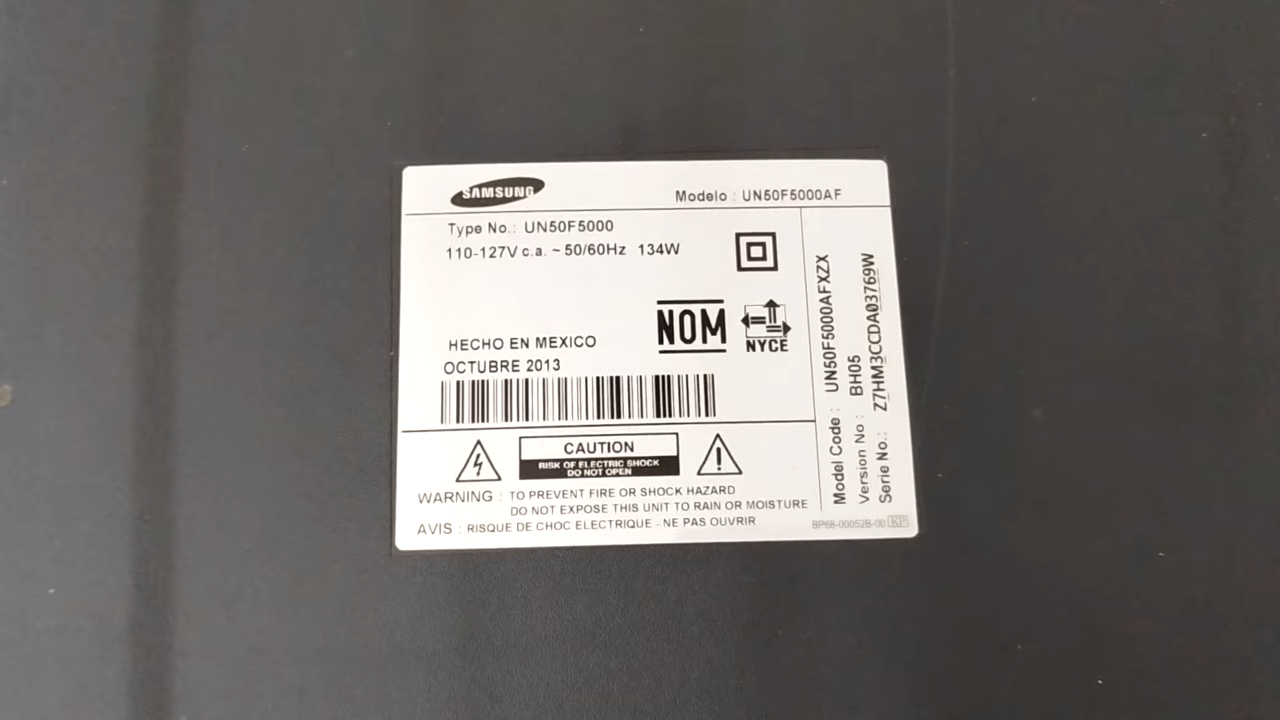 SAMSUNG
Modelo : UN50F5000AF
Type No.: UN50F5000
110-127V c.a. ~ 50/60Hz 134W
NOM
NYCE
HECHO EN MEXICO
OCTUBRE 2013
CAUTION
RISK OF ELECTRIC SHOCK
DO NOT OPEN
WARNING : TO PREVENT FIRE OR SHOCK HAZARD
DO NOT EXPOSE THIS UNIT TO RAIN OR MOISTURE
AVIS : RISQUE DE CHOC ELECTRIQUE - NE PAS OUVRIR
BP68-00052B-00 KP
Model Code : UN50F5000AFXZX
Version No : BH05
Serie No.: Z7HM3CCDA03769W